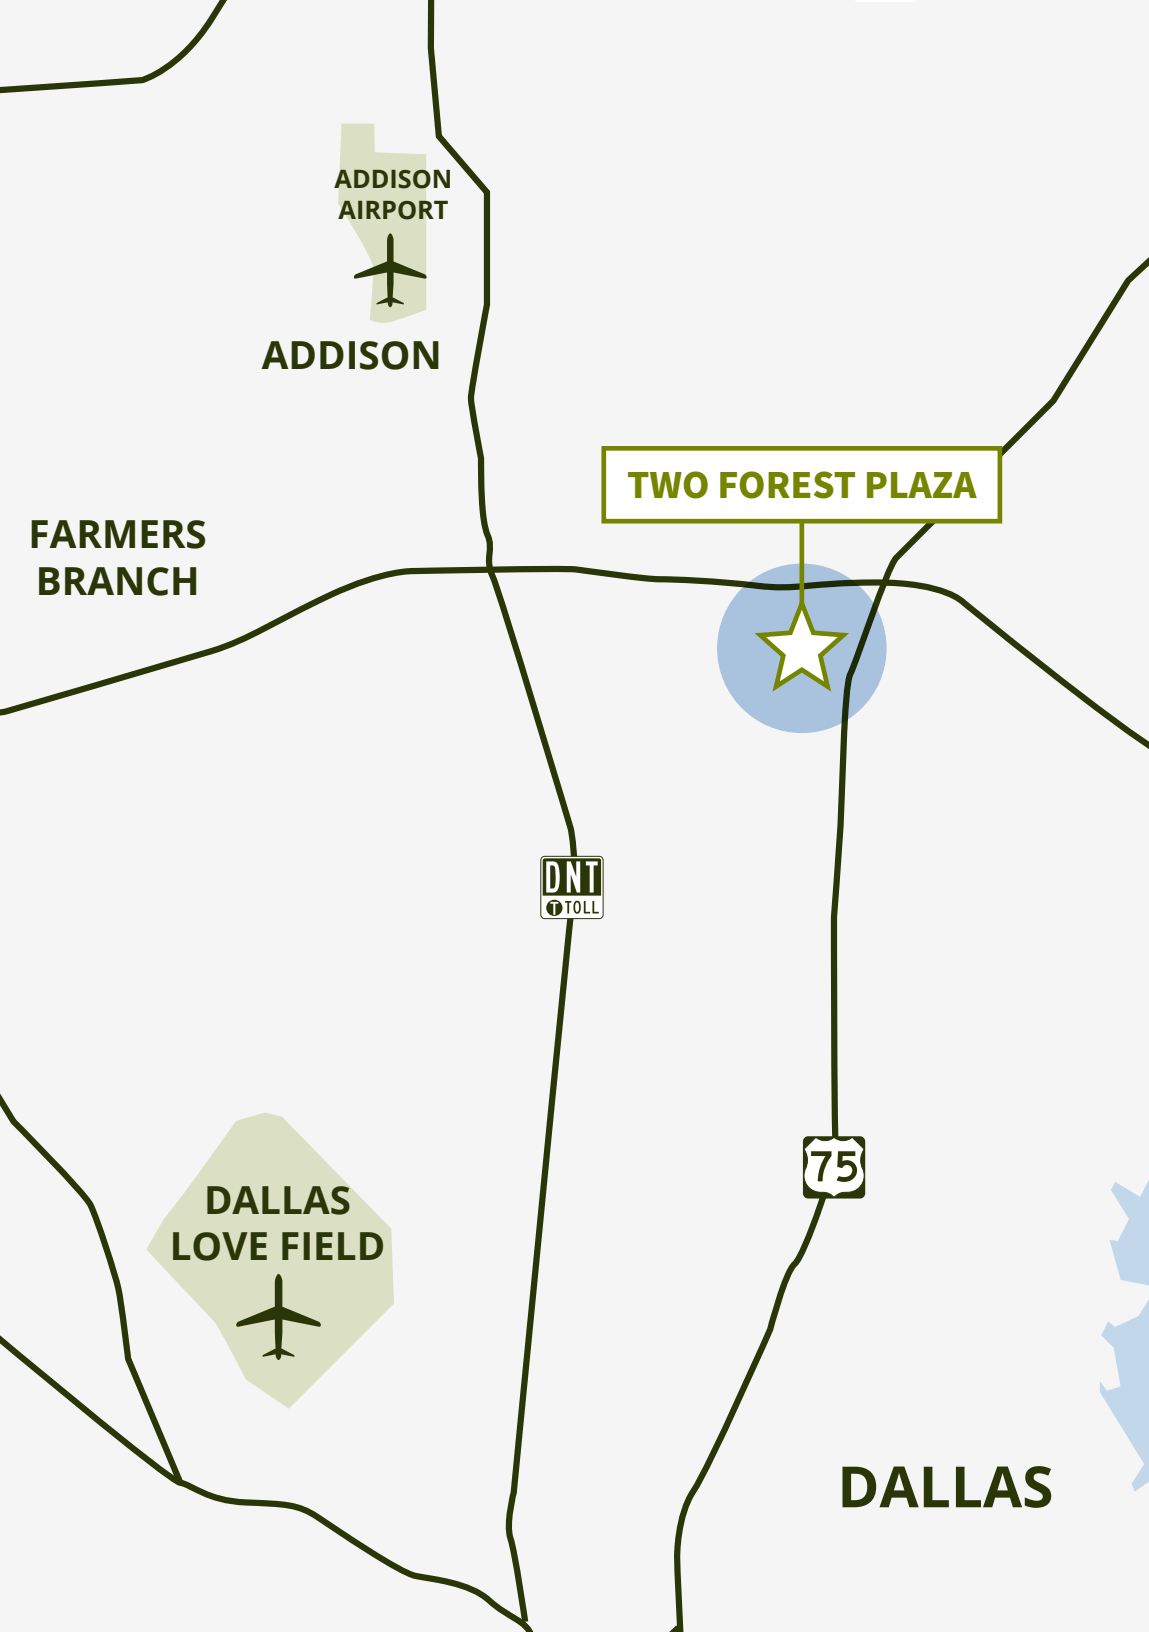 ADDISON
AIRPORT
ADDISON
TWO FOREST PLAZA
FARMERS
BRANCH
DNT
T TOLL
75
DALLAS
LOVE FIELD
DALLAS